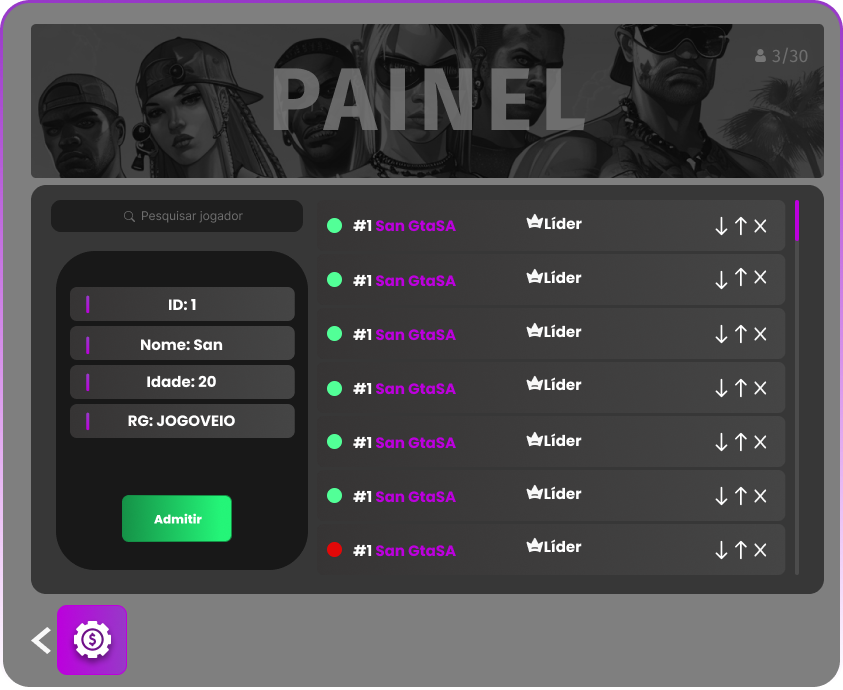 PAINEL
3/30
Pesquisar jogador
ID: 1
Nome: San
Idade: 20
RG: JOGOVEIO
Admitir
#1 San GtaSA Líder
#1 San GtaSA Líder
#1 San GtaSA Líder
#1 San GtaSA Líder
#1 San GtaSA Líder
#1 San GtaSA Líder
#1 San GtaSA Líder
$